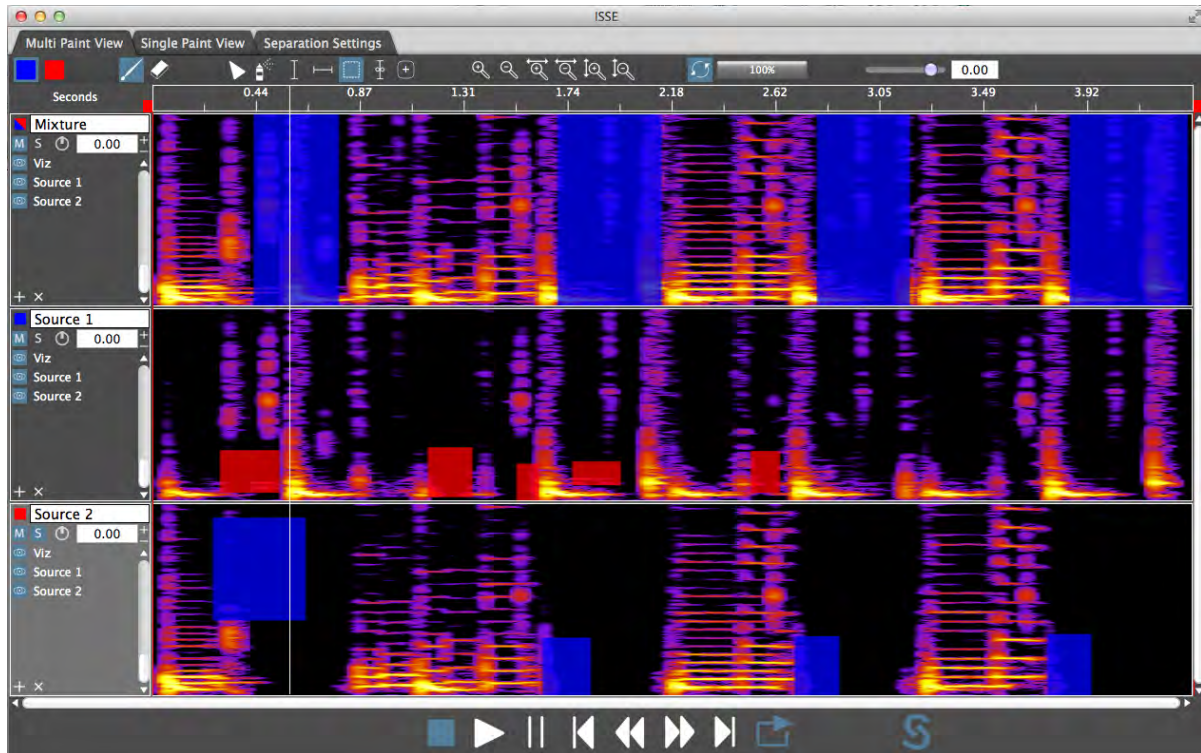 ISSE
Multi Paint View Single Paint View Separation Settings
100% 0.00
Seconds 0.44 0.87 1.31 1.74 2.18 2.62 3.05 3.49 3.92
Mixture
M S 0.00 + -
Viz
Source 1
Source 2
+ ×
Source 1
M S 0.00 + -
Viz
Source 1
Source 2
+ ×
Source 2
M S 0.00 + -
Viz
Source 1
Source 2
+ ×